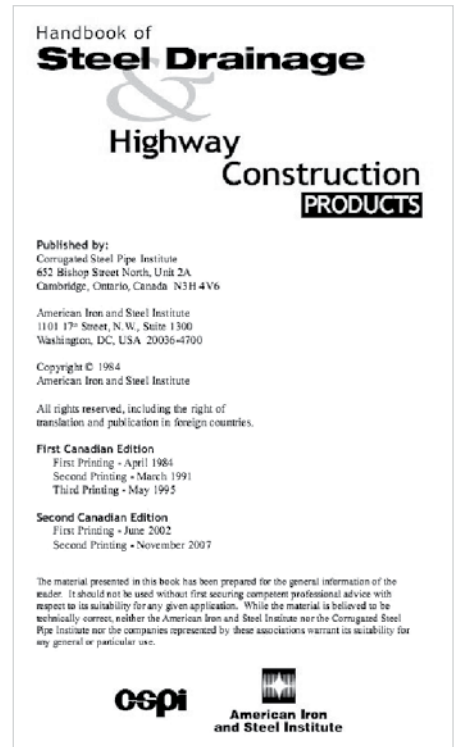 Handbook of
Steel Drainage
&
Highway
Construction
PRODUCTS
Published by:
Corrugated Steel Pipe Institute
652 Bishop Street North, Unit 2A
Cambridge, Ontario, Canada N3H 4V6
American Iron and Steel Institute
1101 17th Street, N.W., Suite 1300
Washington, DC, USA 20036-4700
Copyright © 1984
American Iron and Steel Institute
All rights reserved, including the right of
translation and publication in foreign countries.
First Canadian Edition
First Printing - April 1984
Second Printing - March 1991
Third Printing - May 1995
Second Canadian Edition
First Printing - June 2002
Second Printing - November 2007
The material presented in this book has been prepared for the general information of the
reader. It should not be used without first securing competent professional advice with
respect to its suitability for any given application. While the material is believed to be
technically correct, neither the American Iron and Steel Institute nor the Corrugated Steel
Pipe Institute nor the companies represented by these associations warrant its suitability for
any general or particular use.
cspi
American Iron
and Steel Institute